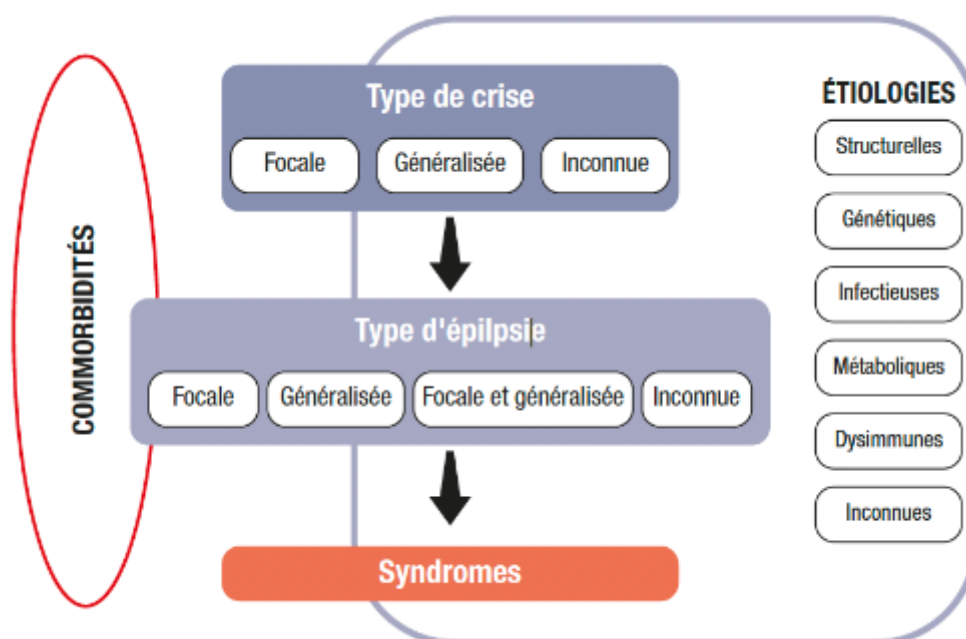 Type de crise
Focale
Généralisée
Inconnue
COMMORBIDITÉS
Type d'épilpsie
Focale
Généralisée
Focale et généralisée
Inconnue
Syndromes
ÉTIOLOGIES
Structurelles
Génétiques
Infectieuses
Métaboliques
Dysimmunes
Inconnues